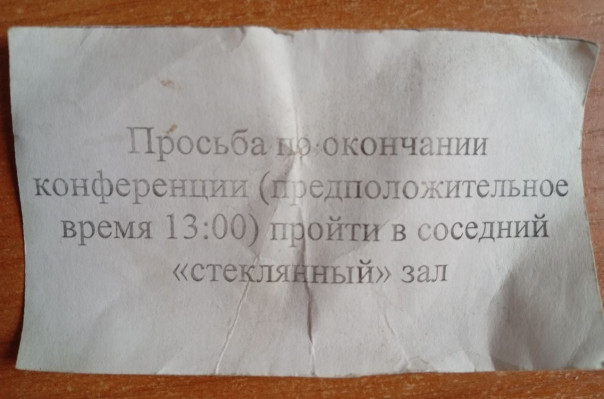 Просьба по окончании
конференции (предположительное
время 13:00) пройти в соседний
«стеклянный» зал